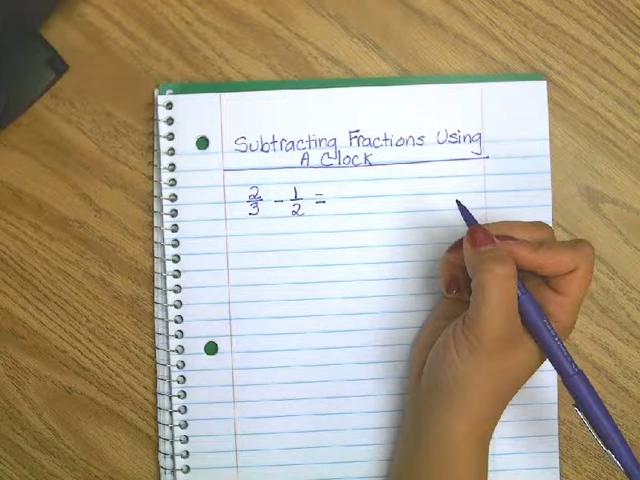 Subtracting Fractions Using
A Clock
2/3 - 1/2 =